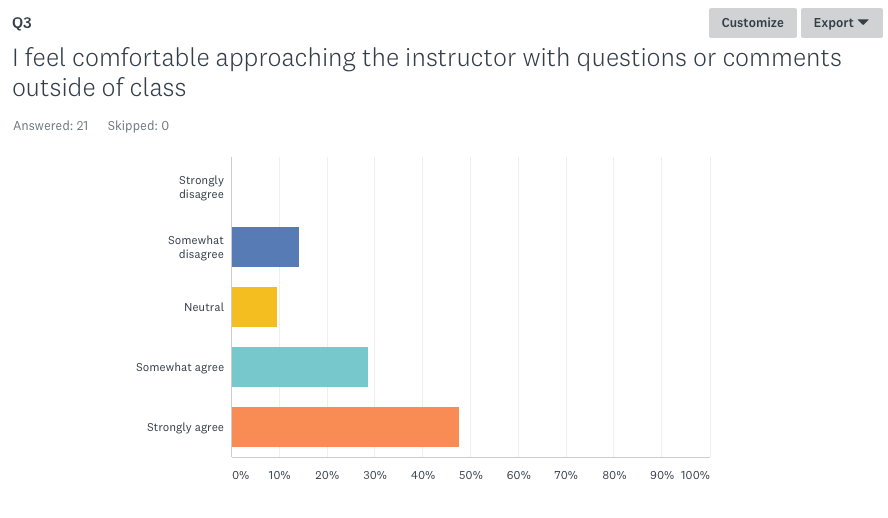 Q3
Customize
Export
I feel comfortable approaching the instructor with questions or comments
outside of class
Answered: 21 Skipped: 0
Strongly
disagree
Somewhat
disagree
Neutral
Somewhat agree
Strongly agree
0% 10% 20% 30% 40% 50% 60% 70% 80% 90% 100%